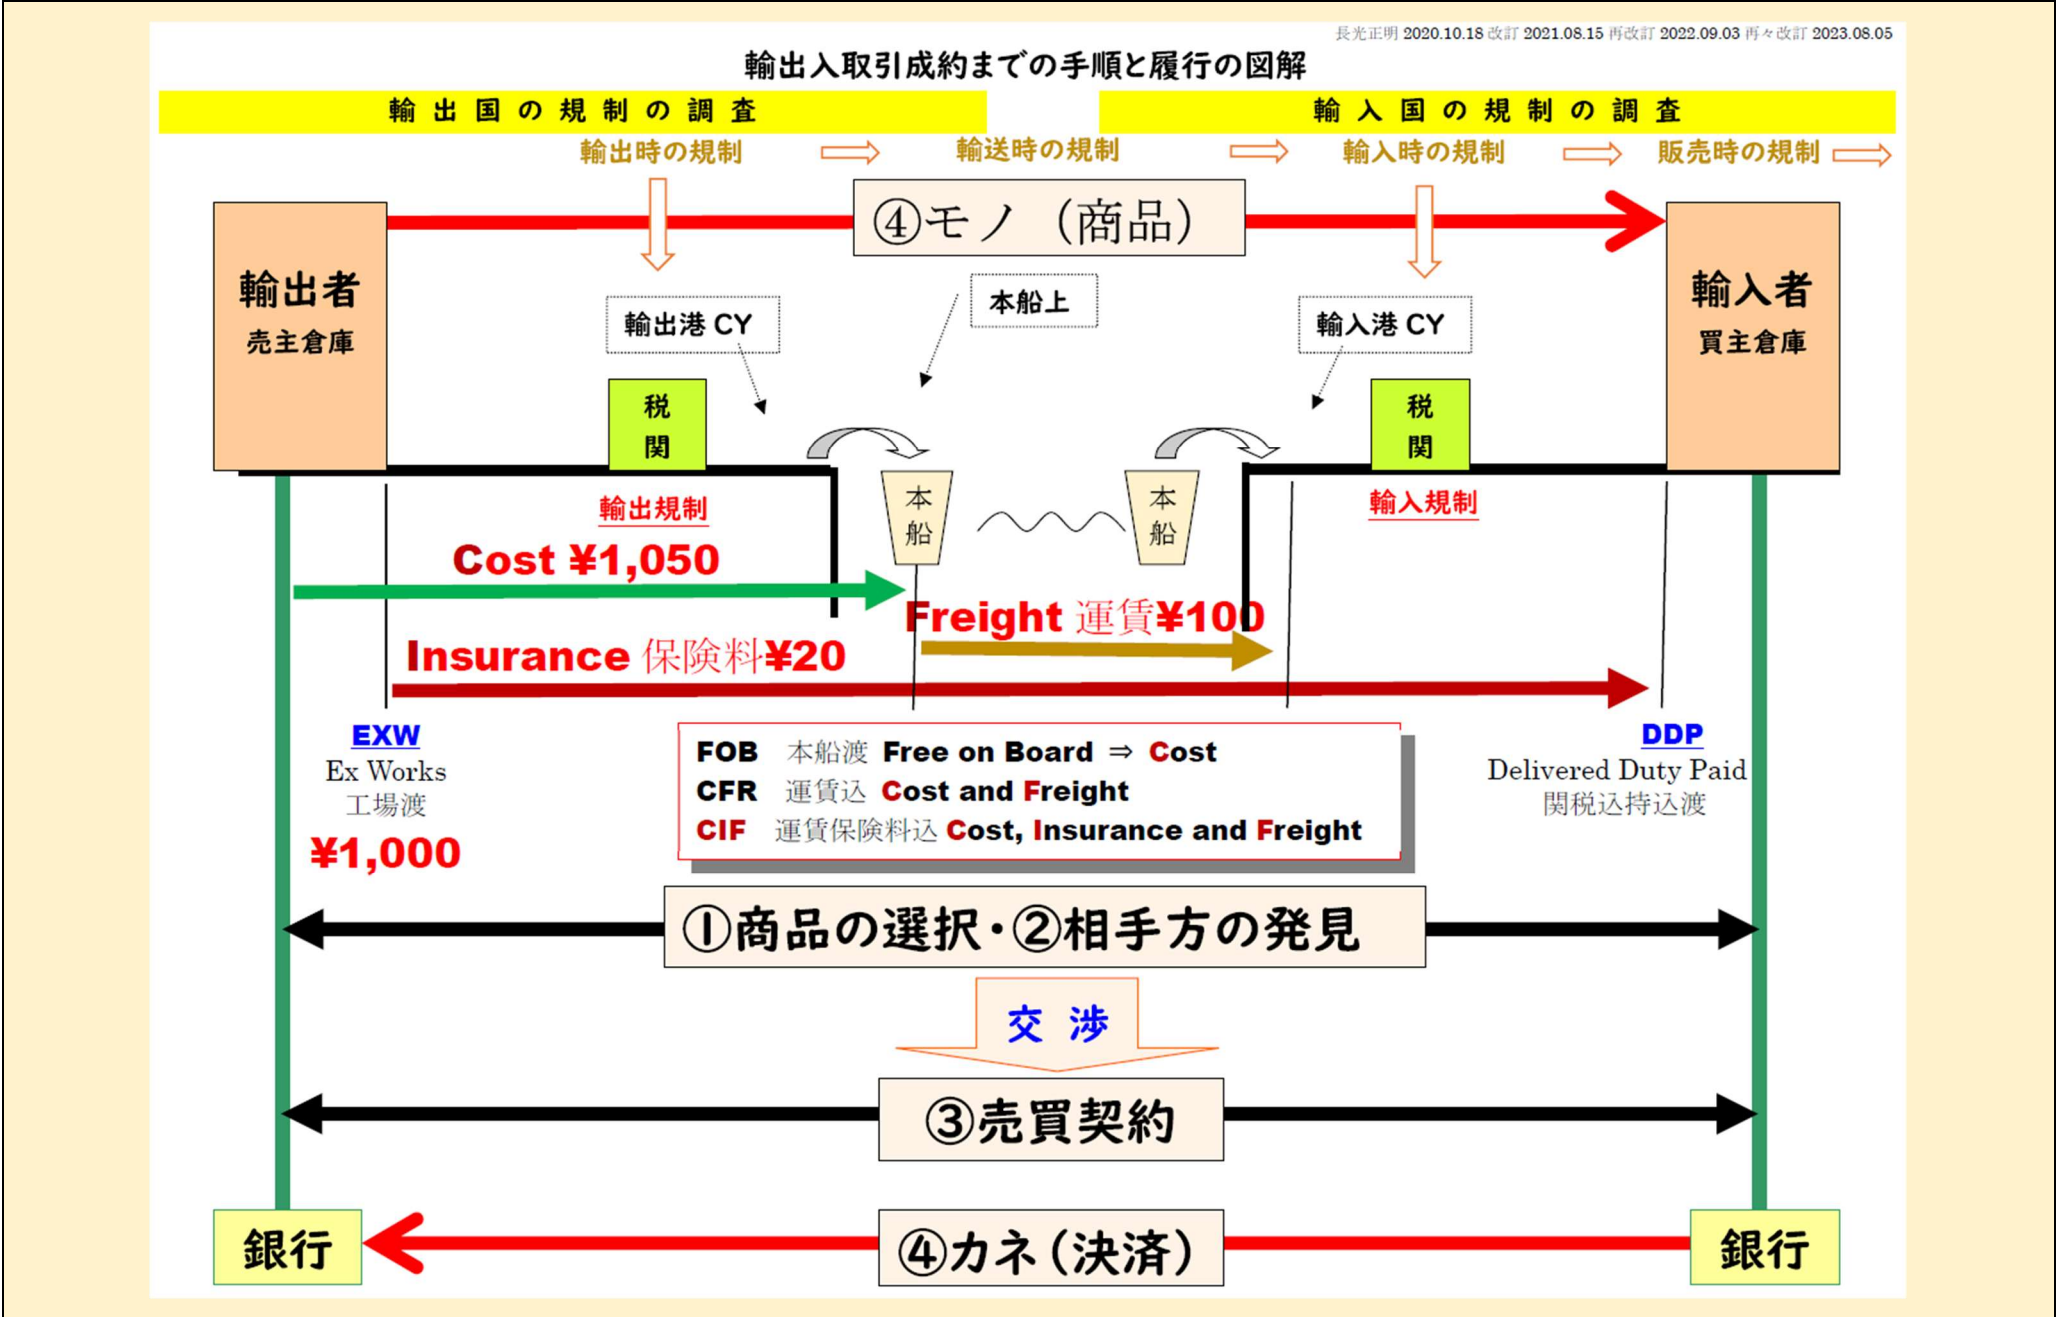 長光正明 2020.10.18 改訂 2021.08.15 再改訂 2022.09.03 再々改訂 2023.08.05
輸出入取引成約までの手順と履行の図解
輸出国の規制の調査
輸入国の規制の調査
輸出時の規制
輸送時の規制
輸入時の規制
販売時の規制
④モノ（商品）
輸出者
売主倉庫
輸入者
買主倉庫
輸出港 CY
本船上
輸入港 CY
税
関
税
関
本
船
本
船
輸出規制
輸入規制
Cost ¥1,050
Freight 運賃¥100
Insurance 保険料¥20
EXW
Ex Works
工場渡
¥1,000
FOB 本船渡 Free on Board ⇒ Cost
CFR 運賃込 Cost and Freight
CIF 運賃保険料込 Cost, Insurance and Freight
DDP
Delivered Duty Paid
関税込持込渡
①商品の選択・②相手方の発見
交 渉
③売買契約
銀行
④カネ（決済）
銀行